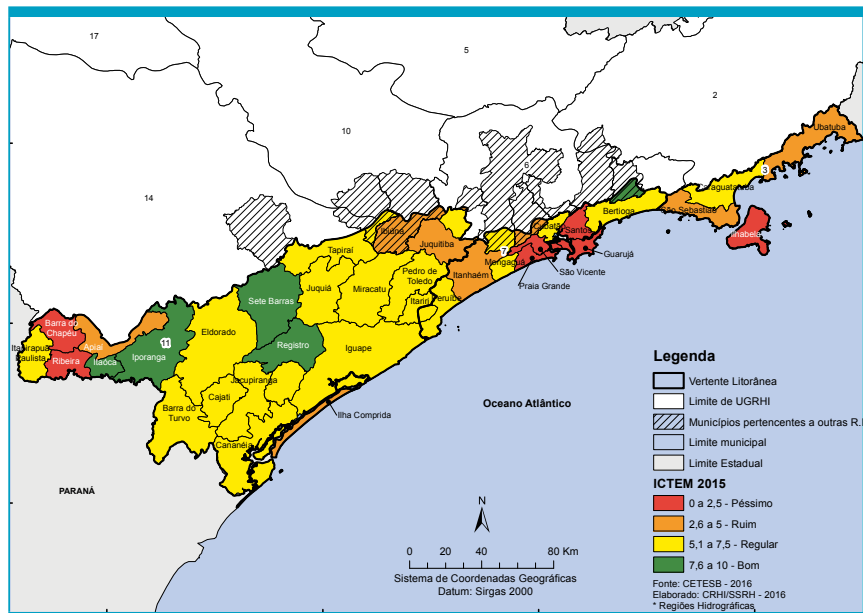 17
5
2
10
6
14
3
7
11
Ubatuba
Caraguatatuba
São Sebastião
Ilhabela
Bertioga
Cubatão
Santos
Guarujá
São Vicente
Praia Grande
Mongaguá
Itanhaém
Ibiúna
Juquitiba
Tapiraí
Pedro de
Toledo
Juquiá
Miracatu
Itariri
Peruíbe
Sete Barras
Registro
Iguape
Eldorado
Barra do
Chapéu
Apiaí
Itapirapuã
Paulista
Ribeira
Itaóca
Iporanga
Jacupiranga
Cajati
Barra do
Turvo
Cananéia
Ilha Comprida
Oceano Atlântico
PARANÁ
N
0 20 40 80 Km
Sistema de Coordenadas Geográficas
Datum: Sirgas 2000
Legenda
Vertente Litorânea
Limite de UGRHI
Municípios pertencentes a outras R.
Limite municipal
Limite Estadual
ICTEM 2015
0 a 2,5 - Péssimo
2,6 a 5 - Ruim
5,1 a 7,5 - Regular
7,6 a 10 - Bom
Fonte: CETESB - 2016
Elaborado: CRHI/SSRH - 2016
* Regiões Hidrográficas